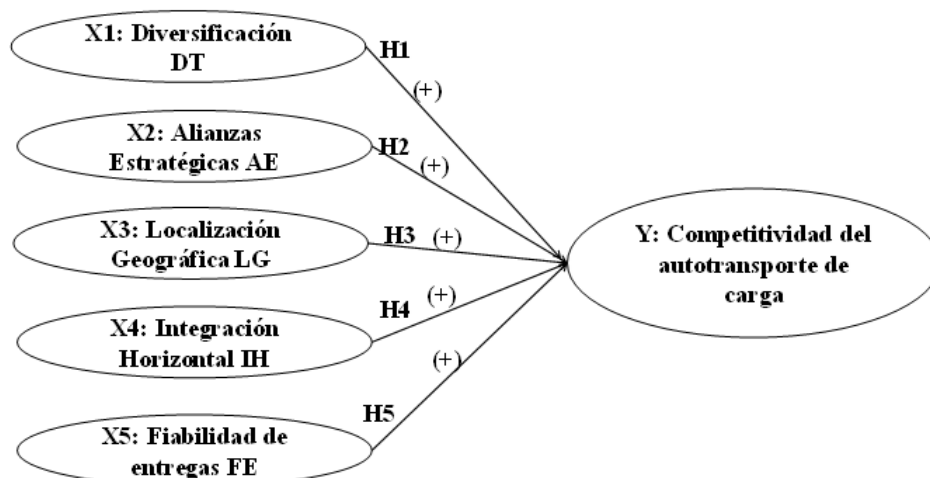 X1: Diversificación
DT
H1
(+)
X2: Alianzas
Estratégicas AE
H2
(+)
X3: Localización
Geográfica LG
H3
(+)
X4: Integración
Horizontal IH
H4
(+)
X5: Fiabilidad de
entregas FE
H5
(+)
Y: Competitividad del
autotransporte de
carga